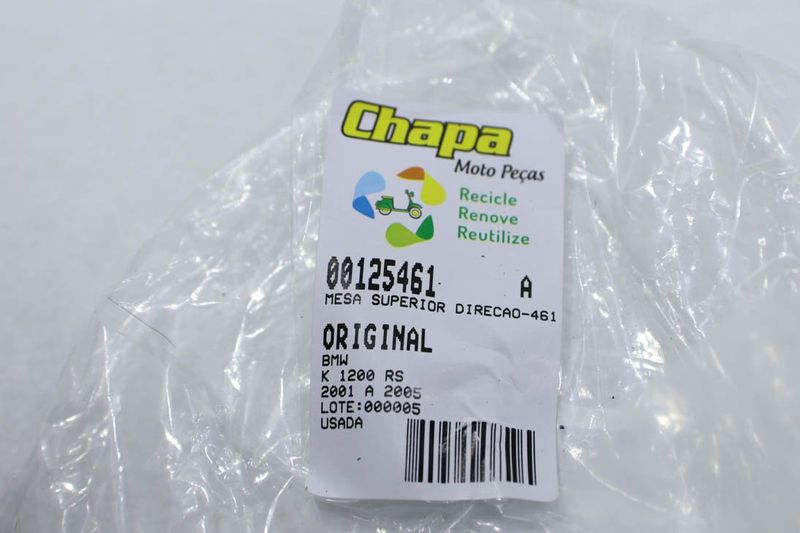 Chapa
Moto Peças
Recicle
Renove
Reutilize
00125461 A
MESA SUPERIOR DIRECAO-461
ORIGINAL
BMW
K 1200 RS
2001 A 2005
LOTE:000005
USADA